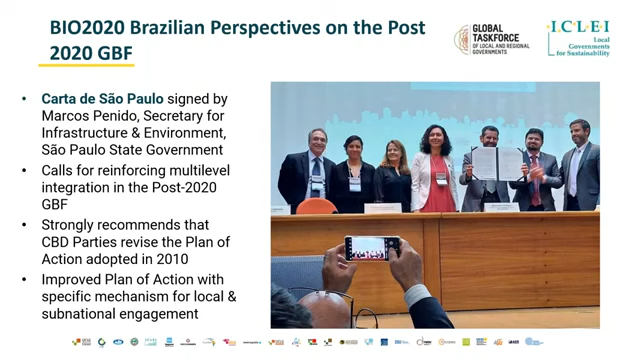 BIO2020 Brazilian Perspectives on the Post
2020 GBF
GLOBAL
TASKFORCE
OF LOCAL AND REGIONAL
GOVERNMENTS
I.C.L.E.I
Local
Governments
for Sustainability
• Carta de São Paulo signed by
Marcos Penido, Secretary for
Infrastructure & Environment,
São Paulo State Government
• Calls for reinforcing multilevel
integration in the Post-2020
GBF
• Strongly recommends that
CBD Parties revise the Plan of
Action adopted in 2010
• Improved Plan of Action with
specific mechanism for local &
subnational engagement